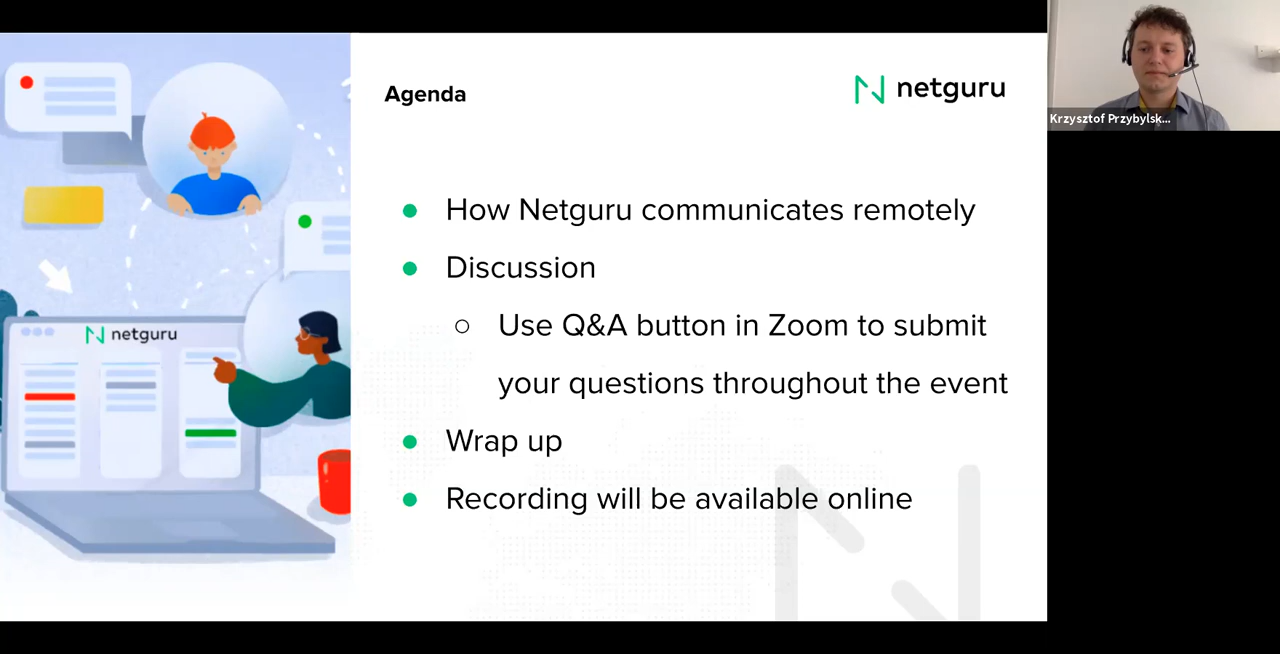 Agenda
netguru
Krzysztof Przybylsk...
How Netguru communicates remotely
Discussion
Use Q&A button in Zoom to submit
your questions throughout the event
netguru
Wrap up
Recording will be available online